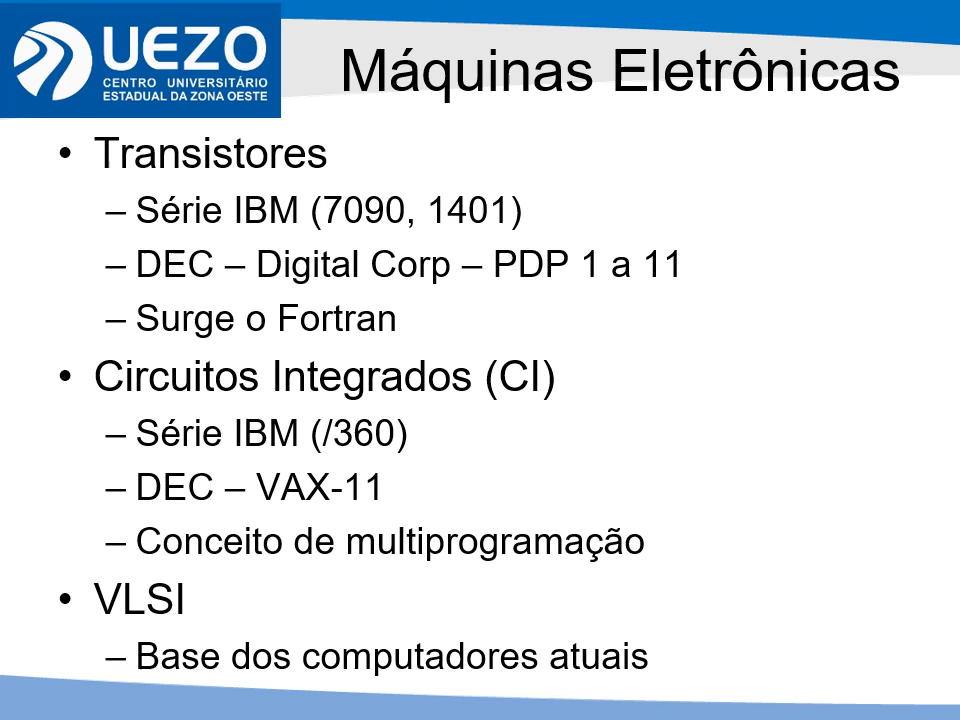 UEZO
CENTRO UNIVERSITÁRIO
ESTADUAL DA ZONA OESTE
Máquinas Eletrônicas
• Transistores
– Série IBM (7090, 1401)
– DEC – Digital Corp – PDP 1 a 11
– Surge o Fortran
• Circuitos Integrados (CI)
– Série IBM (/360)
– DEC – VAX-11
– Conceito de multiprogramação
• VLSI
– Base dos computadores atuais